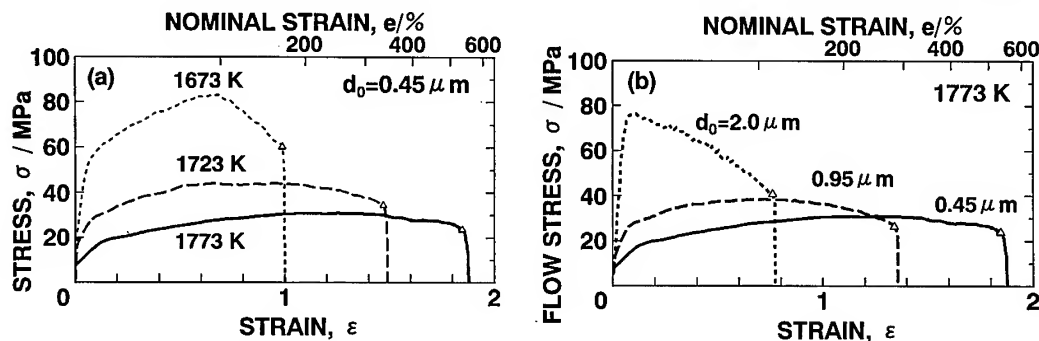 NOMINAL STRAIN, e/%
200 400 600
100
80
60
40
20
0
(a)
1673 K
d₀=0.45 μm
1723 K
1773 K
STRESS, σ / MPa
0 1 2
STRAIN, ε
NOMINAL STRAIN, e/%
200 400 600
100
80
60
40
20
0
(b)
1773 K
d₀=2.0 μm
0.95 μm
0.45 μm
FLOW STRESS, σ / MPa
0 1 2
STRAIN, ε